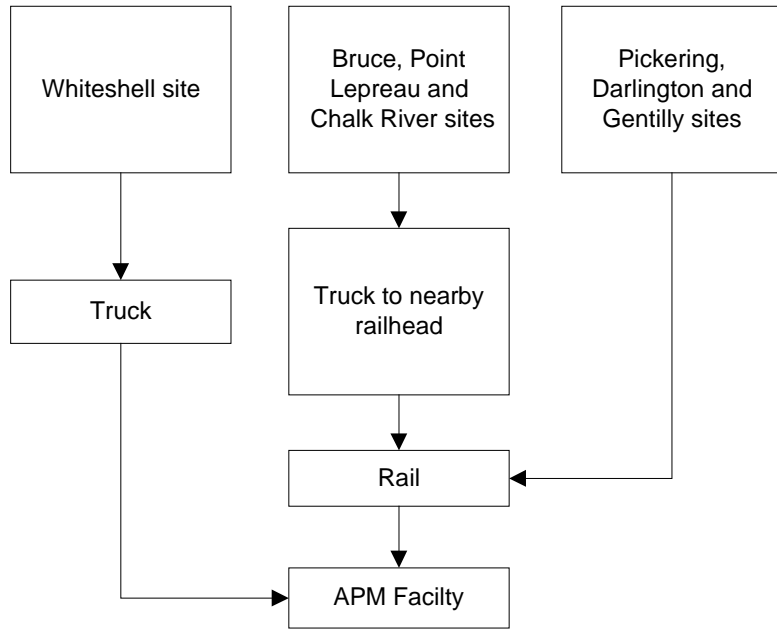 Whiteshell site
Bruce, Point
Lepreau and
Chalk River sites
Pickering,
Darlington and
Gentilly sites
Truck
Truck to nearby
railhead
Rail
APM Facilty